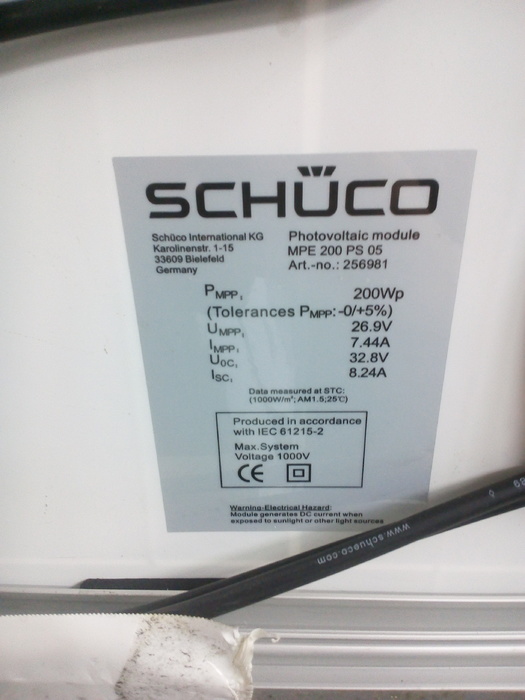 SCHÜCO
Schüco International KG
Karolinenstr. 1-15
33609 Bielefeld
Germany
Photovoltaic module
MPE 200 PS 05
Art.-no.: 256981
PMPP, 200Wp
(Tolerances PMPP: -0/+5%)
UMPP, 26.9V
IMPP, 7.44A
UOC, 32.8V
ISC, 8.24A
Data measured at STC:
(1000W/m²; AM1.5; 25℃)
Produced in accordance
with IEC 61215-2
Max.System
Voltage 1000V
CE
Warning-Electrical Hazard:
Module generates DC current when
exposed to sunlight or other light sources
www.schueco.com